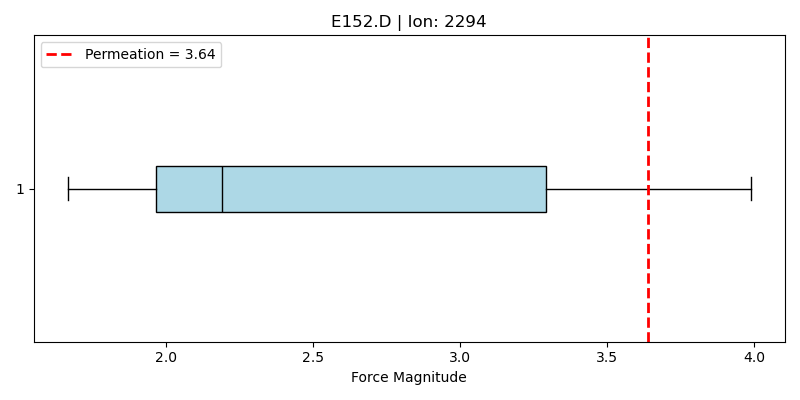 E152.D | Ion: 2294
Permeation = 3.64
1
2.0 2.5 3.0 3.5 4.0
Force Magnitude